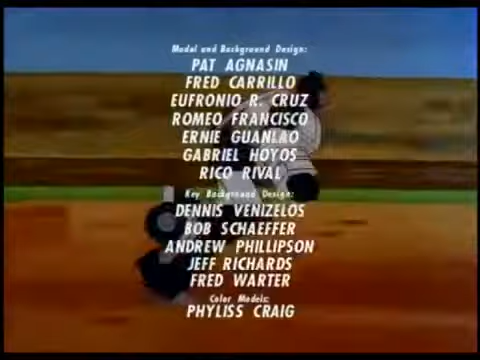 Model and Background Design:
PAT AGNASIN
FRED CARRILLO
EUFRONIO R. CRUZ
ROMEO FRANCISCO
ERNIE GUANLAO
GABRIEL HOYOS
RICO RIVAL
Key Background Design:
DENNIS VENIZELOS
BOB SCHAEFFER
ANDREW PHILLIPSON
JEFF RICHARDS
FRED WARTER
Color Models:
PHYLISS CRAIG